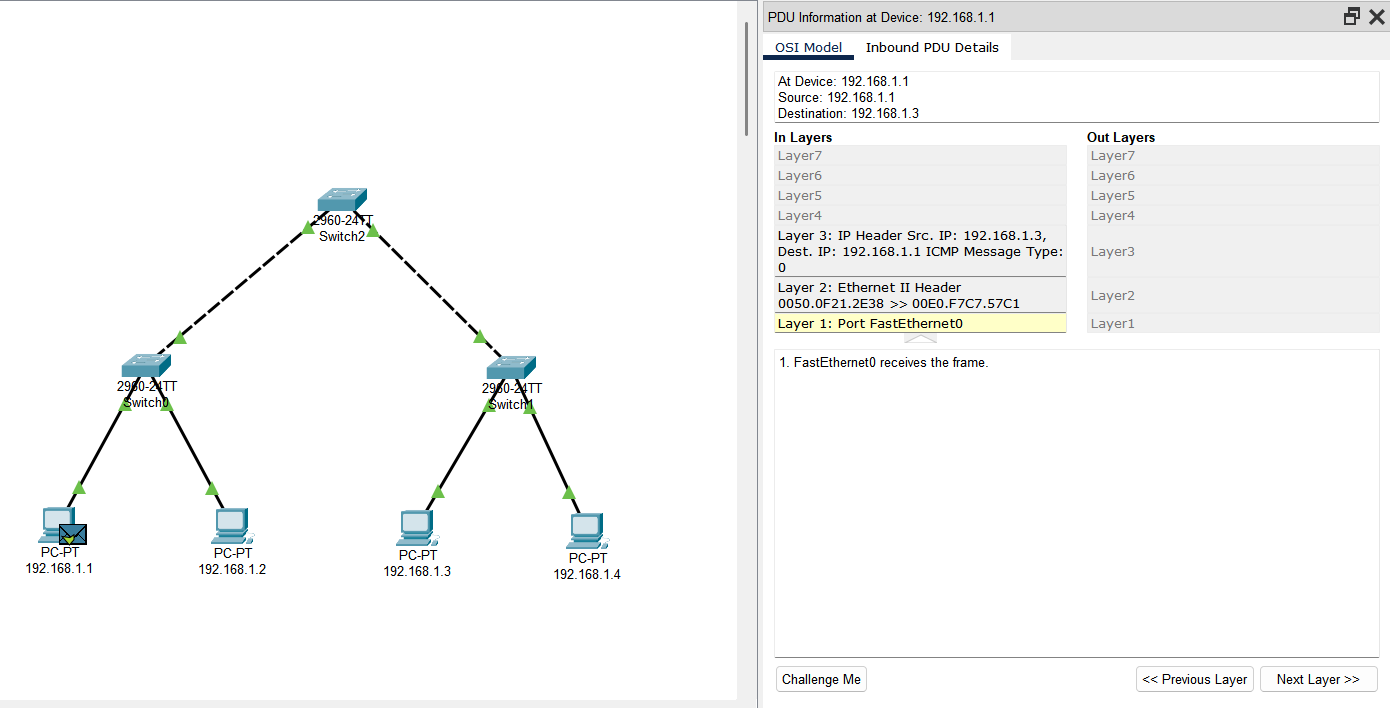 2960-24TT
Switch2
2960-24TT
Switch0
2960-24TT
Switch1
PC-PT
192.168.1.1
PC-PT
192.168.1.2
PC-PT
192.168.1.3
PC-PT
192.168.1.4
PDU Information at Device: 192.168.1.1
OSI Model Inbound PDU Details
At Device: 192.168.1.1
Source: 192.168.1.1
Destination: 192.168.1.3
In Layers
Layer7
Layer6
Layer5
Layer4
Layer 3: IP Header Src. IP: 192.168.1.3,
Dest. IP: 192.168.1.1 ICMP Message Type:
0
Layer 2: Ethernet II Header
0050.0F21.2E38 >> 00E0.F7C7.57C1
Layer 1: Port FastEthernet0
Out Layers
Layer7
Layer6
Layer5
Layer4
Layer3
Layer2
Layer1
1. FastEthernet0 receives the frame.
Challenge Me
<< Previous Layer
Next Layer >>